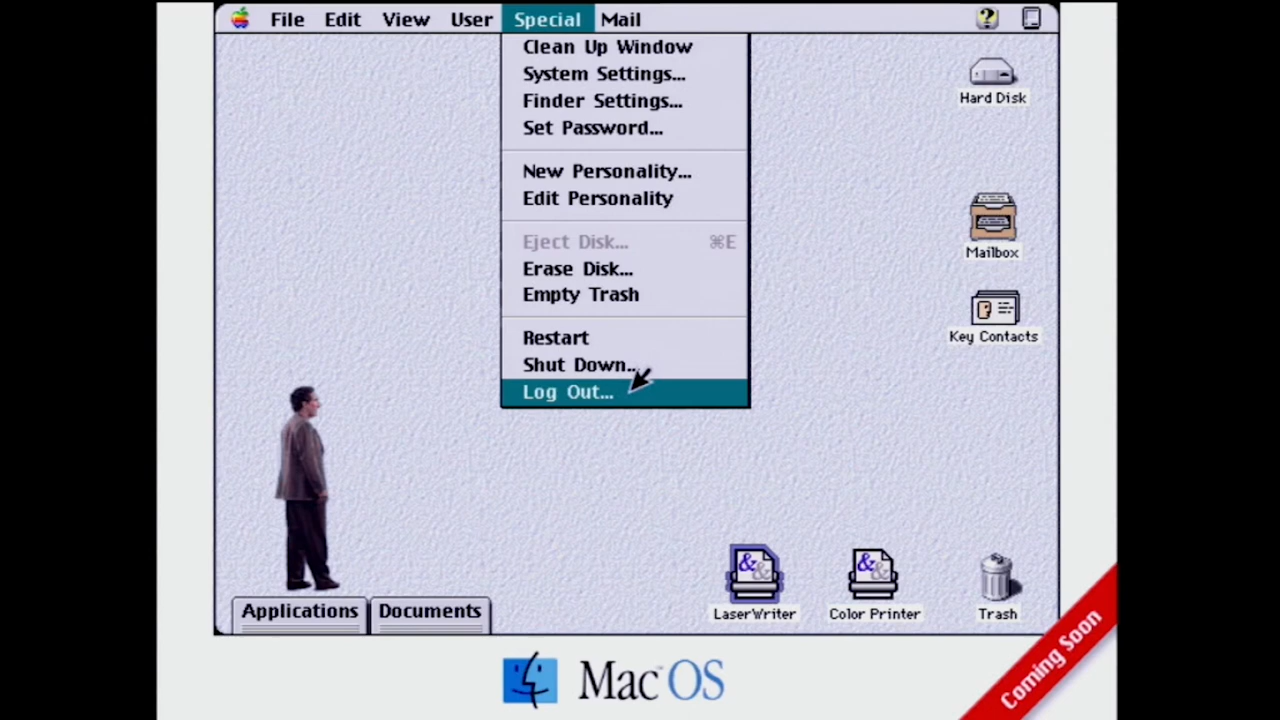 File Edit View User Special Mail
Clean Up Window
System Settings...
Finder Settings...
Set Password...
New Personality...
Edit Personality
Eject Disk... ⌘E
Erase Disk...
Empty Trash
Restart
Shut Down...
Log Out...
Hard Disk
Mailbox
Key Contacts
LaserWriter
Color Printer
Trash
Applications
Documents
Mac™OS
Coming Soon